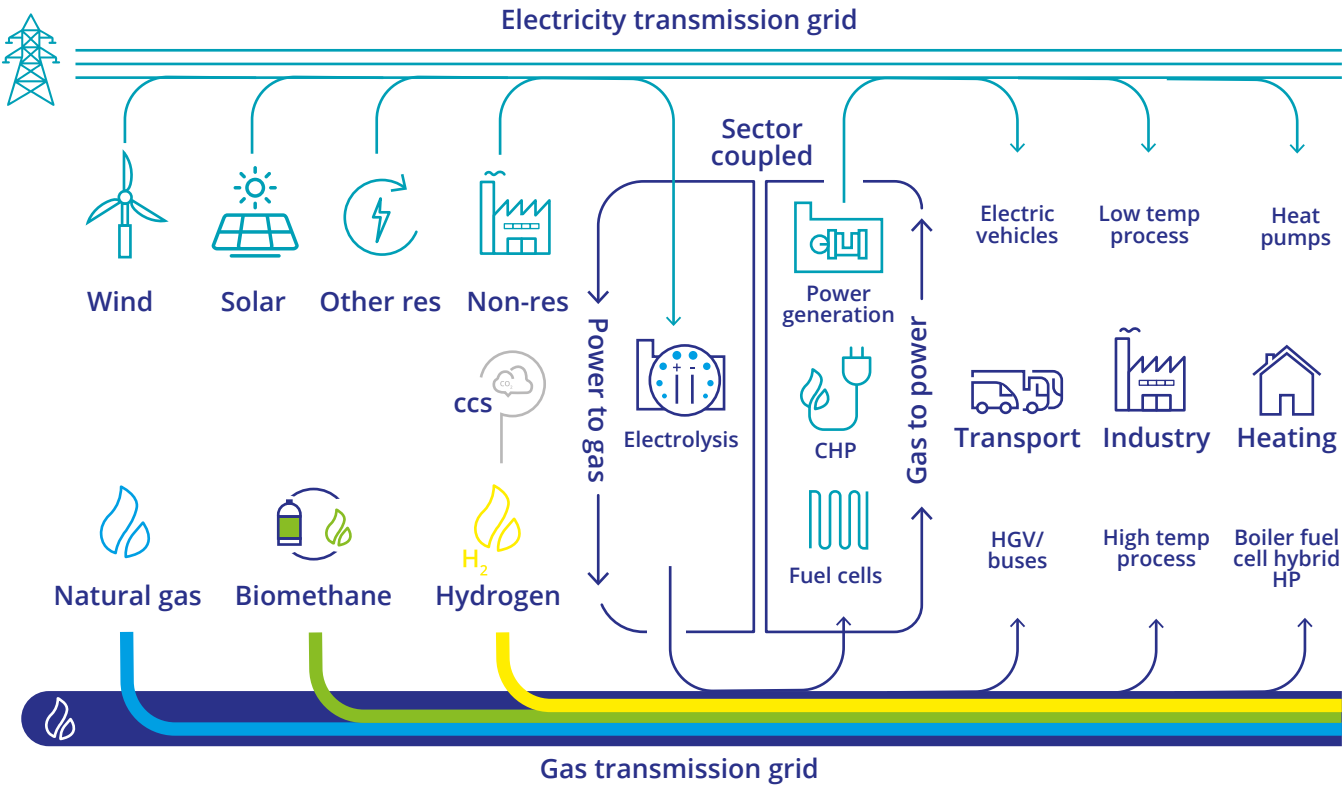 Electricity transmission grid
Sector
coupled
Wind
Solar
Other res
Non-res
Power to gas
+ -
Electrolysis
Power
generation
CHP
Fuel cells
Gas to power
Electric
vehicles
Low temp
process
Heat
pumps
CO2
CCS
Transport
Industry
Heating
H2
Natural gas
Biomethane
Hydrogen
HGV/
buses
High temp
process
Boiler fuel
cell hybrid
HP
Gas transmission grid